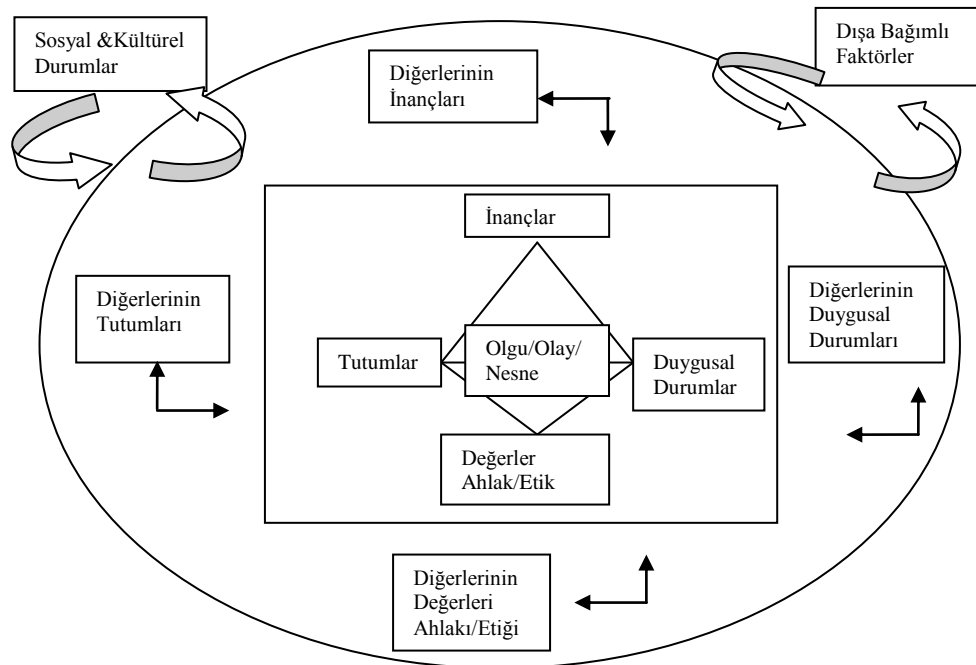 Sosyal &Kültürel
Durumlar
Dışa Bağımlı
Faktörler
Diğerlerinin
İnançları
İnançlar
Diğerlerinin
Tutumları
Tutumlar
Olgu/Olay/
Nesne
Duygusal
Durumlar
Diğerlerinin
Duygusal
Durumları
Değerler
Ahlak/Etik
Diğerlerinin
Değerleri
Ahlakı/Etiği